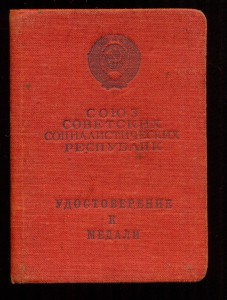 СОЮЗ
СОВЕТСКИХ
СОЦИАЛИСТИЧЕСКИХ
РЕСПУБЛИК
УДОСТОВЕРЕНИЕ
К
МЕДАЛИ